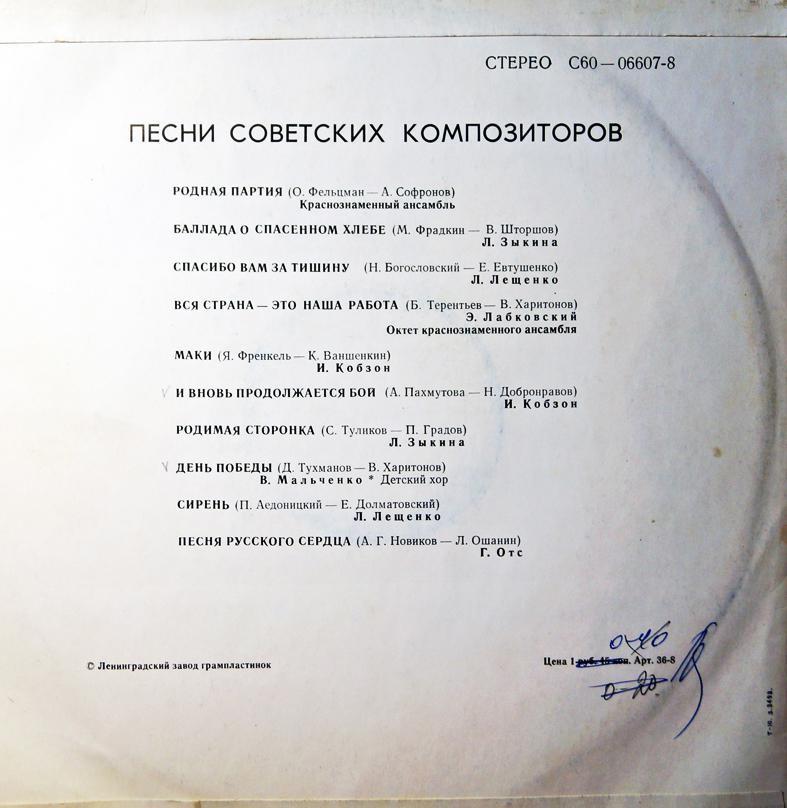 СТЕРЕО С60—06607-8
ПЕСНИ СОВЕТСКИХ КОМПОЗИТОРОВ
РОДНАЯ ПАРТИЯ (О. Фельцман — А. Софронов)
Краснознаменный ансамбль
БАЛЛАДА О СПАСЕННОМ ХЛЕБЕ (М. Фрадкин — В. Шторшов)
Л. Зыкина
СПАСИБО ВАМ ЗА ТИШИНУ (Н. Богословский — Е. Евтушенко)
Л. Лещенко
ВСЯ СТРАНА — ЭТО НАША РАБОТА (Б. Терентьев — В. Харитонов)
Э. Лабковский
Октет краснознаменного ансамбля
МАКИ (Я. Френкель — К. Ваншенкин)
И. Кобзон
И ВНОВЬ ПРОДОЛЖАЕТСЯ БОЙ (А. Пахмутова — Н. Добронравов)
И. Кобзон
РОДИМАЯ СТОРОНКА (С. Туликов — П. Градов)
Л. Зыкина
ДЕНЬ ПОБЕДЫ (Д. Тухманов — В. Харитонов)
В. Мальченко * Детский хор
СИРЕНЬ (П. Аедоницкий — Е. Долматовский)
Л. Лещенко
ПЕСНЯ РУССКОГО СЕРДЦА (А. Г. Новиков — Л. Ошанин)
Г. Отс
0-40
© Ленинградский завод грампластинок
Цена 1 руб. 45 коп. Арт. 36-8
0-20